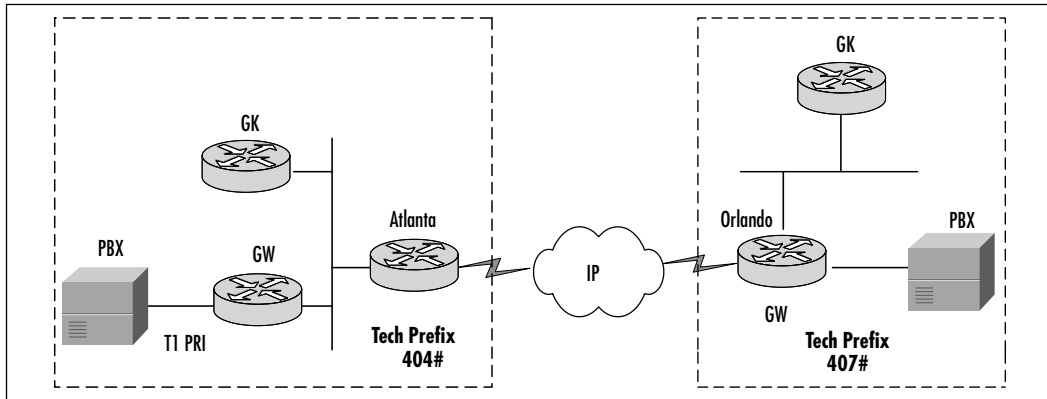 GK
GK
Atlanta
Orlando
PBX
PBX
GW
IP
GW
T1 PRI
Tech Prefix
404#
Tech Prefix
407#